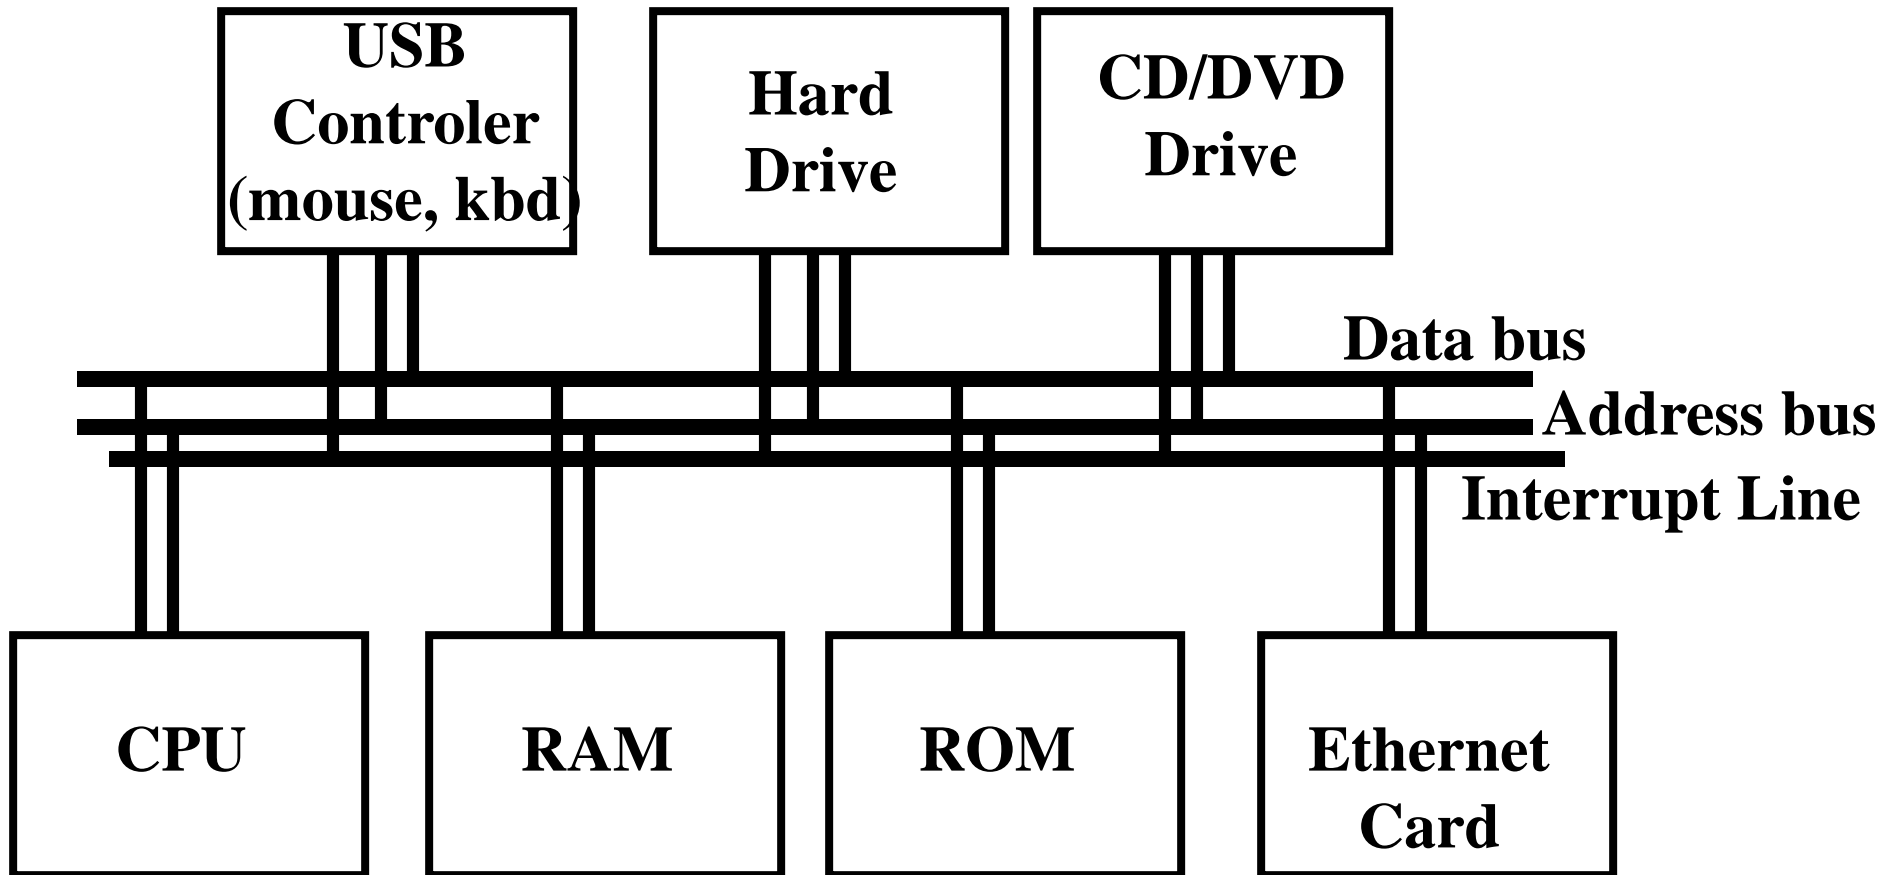 USB
Controler
(mouse, kbd)
Hard
Drive
CD/DVD
Drive
Data bus
Address bus
Interrupt Line
CPU
RAM
ROM
Ethernet
Card